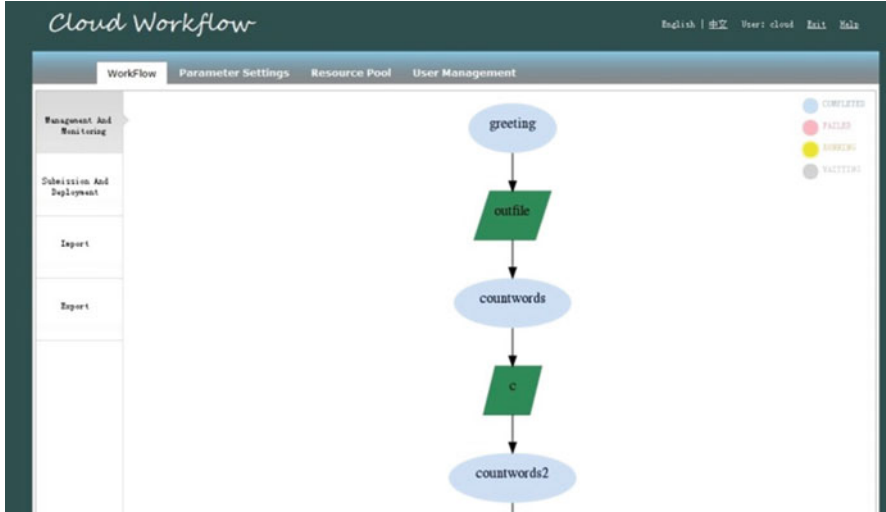 Cloud Workflow
English | 中文 User: cloud Exit Help
WorkFlow Parameter Settings Resource Pool User Management
Management And
Monitoring
Submission And
Deployment
Import
Export
greeting
outfile
countwords
c
countwords2
COMPLETED
FAILED
RUNNING
WAITTING